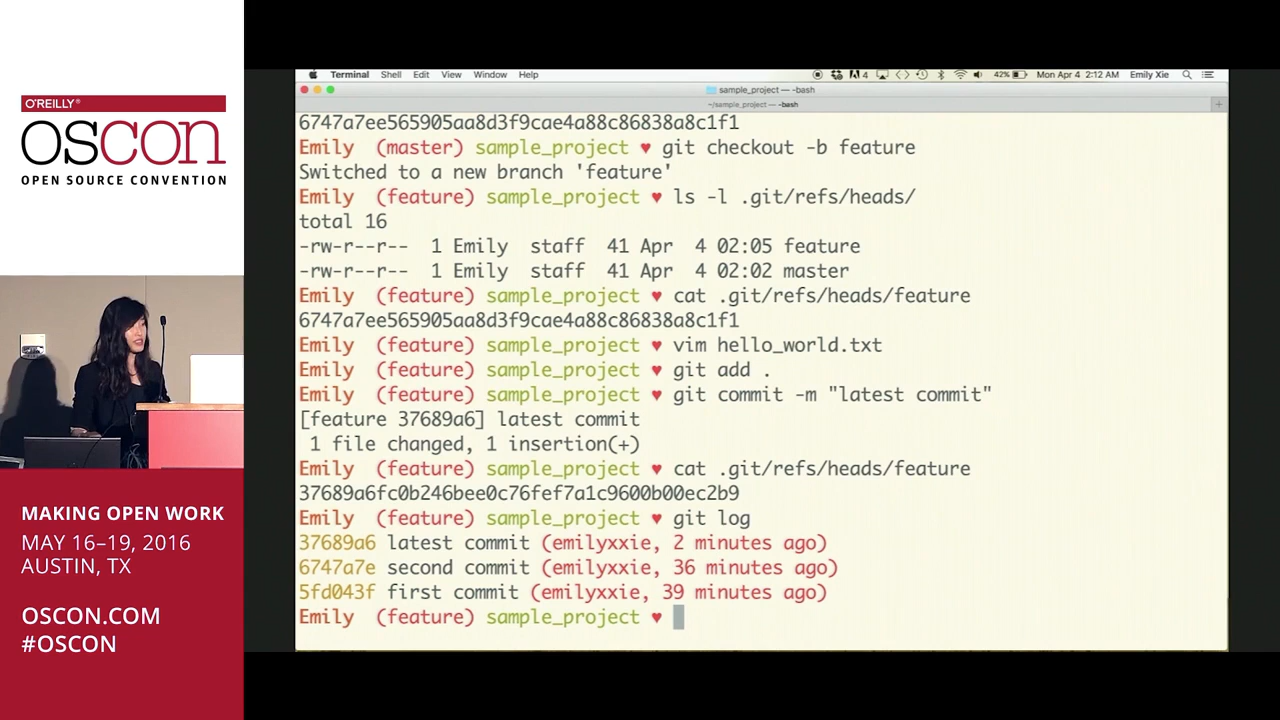 O'REILLY®
OSCON
OPEN SOURCE CONVENTION
MAKING OPEN WORK
MAY 16–19, 2016
AUSTIN, TX
OSCON.COM
#OSCON
Terminal Shell Edit View Window Help 4 42% Mon Apr 4 2:12 AM Emily Xie
sample_project — -bash
~/sample_project — -bash
6747a7ee565905aa8d3f9cae4a88c86838a8c1f1
Emily (master) sample_project ♥ git checkout -b feature
Switched to a new branch 'feature'
Emily (feature) sample_project ♥ ls -l .git/refs/heads/
total 16
-rw-r--r-- 1 Emily staff 41 Apr 4 02:05 feature
-rw-r--r-- 1 Emily staff 41 Apr 4 02:02 master
Emily (feature) sample_project ♥ cat .git/refs/heads/feature
6747a7ee565905aa8d3f9cae4a88c86838a8c1f1
Emily (feature) sample_project ♥ vim hello_world.txt
Emily (feature) sample_project ♥ git add .
Emily (feature) sample_project ♥ git commit -m "latest commit"
[feature 37689a6] latest commit
1 file changed, 1 insertion(+)
Emily (feature) sample_project ♥ cat .git/refs/heads/feature
37689a6fc0b246bee0c76fef7a1c9600b00ec2b9
Emily (feature) sample_project ♥ git log
37689a6 latest commit (emilyxxie, 2 minutes ago)
6747a7e second commit (emilyxxie, 36 minutes ago)
5fd043f first commit (emilyxxie, 39 minutes ago)
Emily (feature) sample_project ♥